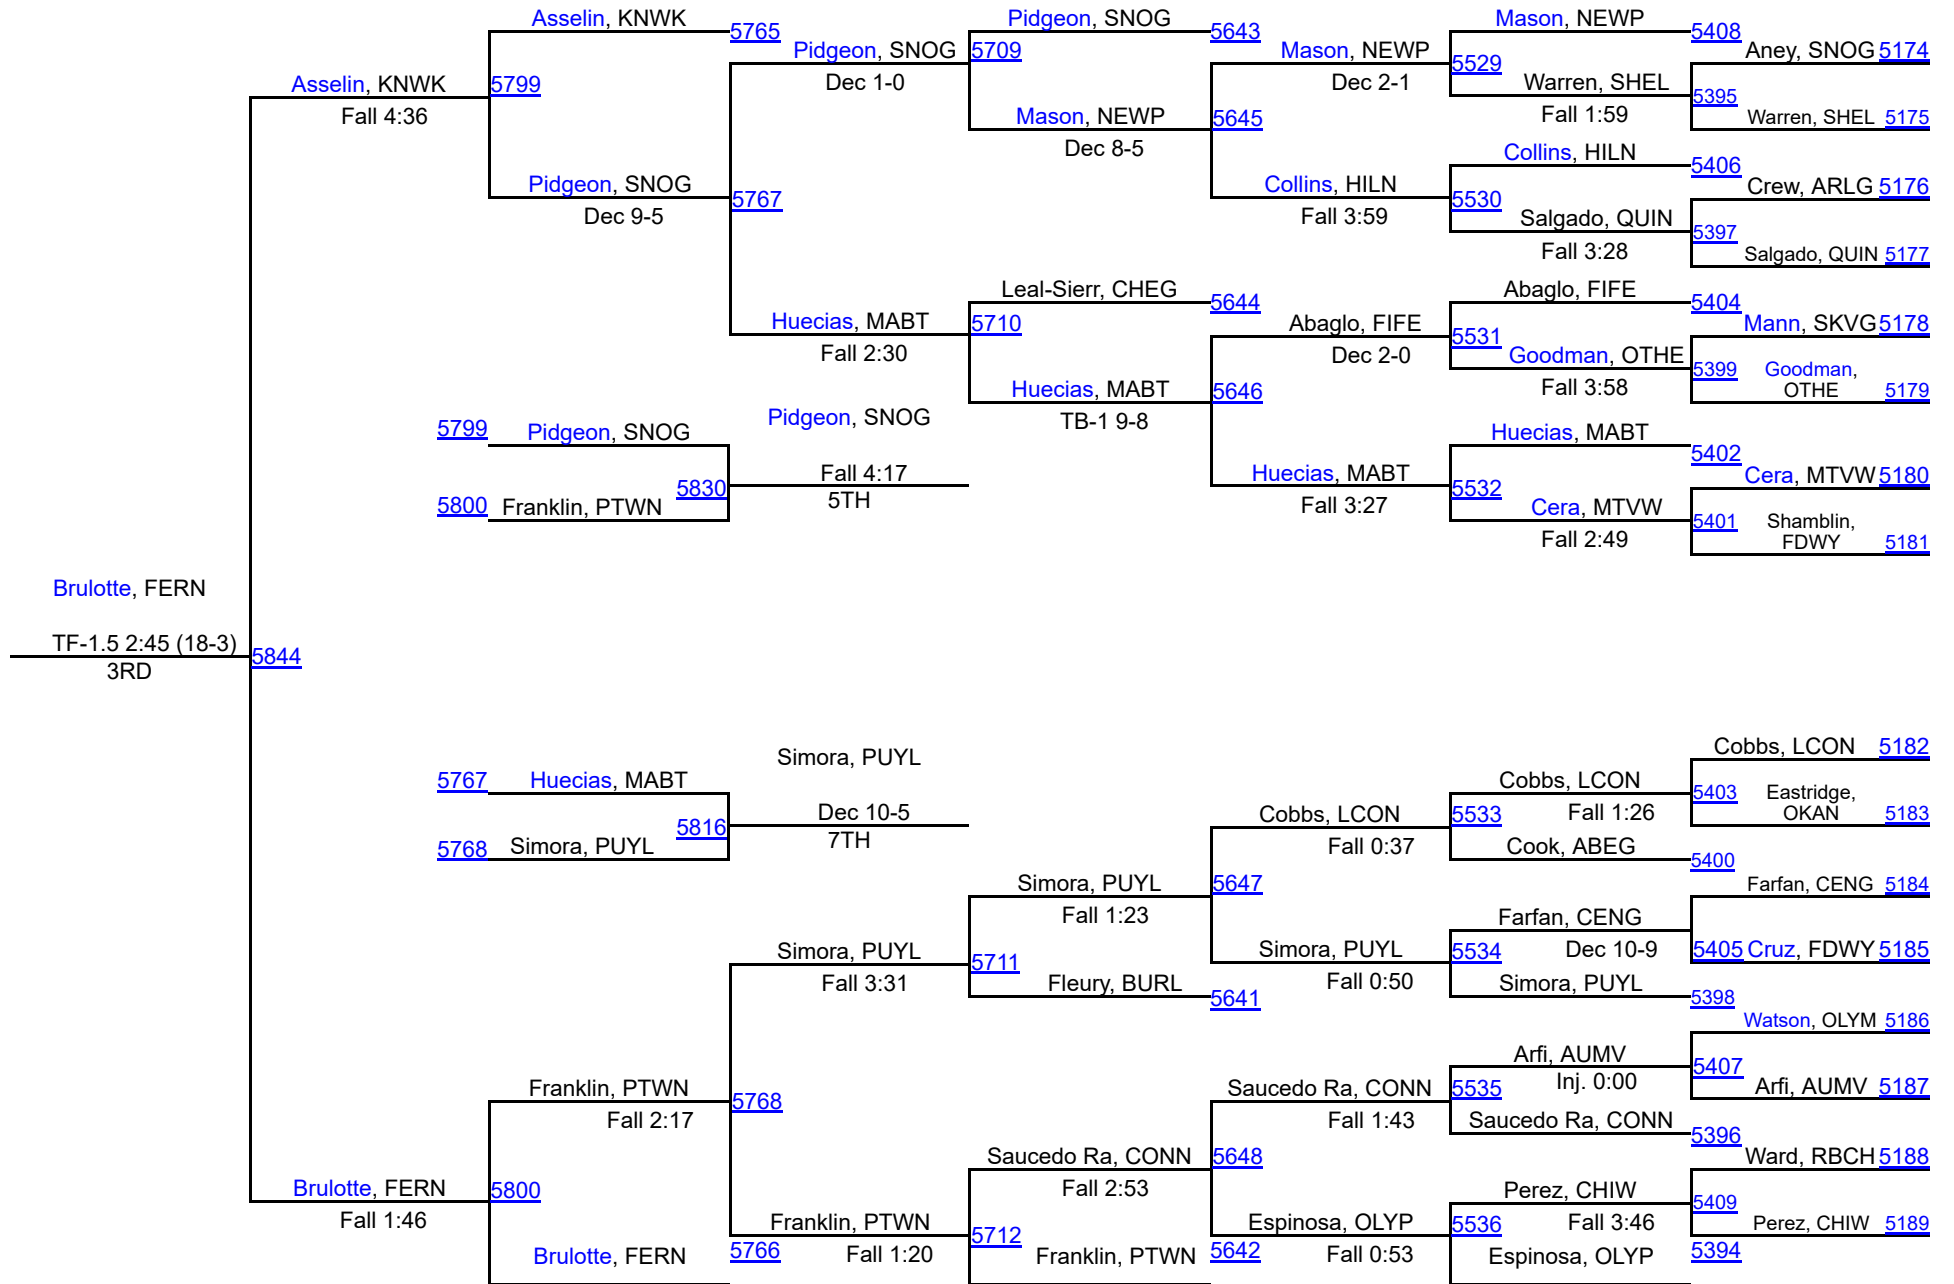 Asselin, KNWK
Pidgeon, SNOG
Mason, NEWP
5765
5643
5408
Pidgeon, SNOG
5709
Mason, NEWP
Aney, SNOG 5174
5529
Asselin, KNWK
5799
Dec 1-0
Dec 2-1
Warren, SHEL
5395
Fall 4:36
Mason, NEWP
5645
Fall 1:59
Warren, SHEL 5175
Dec 8-5
Collins, HILN
5406
Pidgeon, SNOG
Collins, HILN
Crew, ARLG 5176
5767
5530
Dec 9-5
Fall 3:59
Salgado, QUIN
5397
Fall 3:28
Salgado, QUIN 5177
Leal-Sierr, CHEG
5644
Abaglo, FIFE
5404
Huecias, MABT
5710
Abaglo, FIFE
Mann, SKVG 5178
5531
Fall 2:30
Dec 2-0
Goodman, OTHE
5399
Goodman,
OTHE 5179
Huecias, MABT
5646
Fall 3:58
Pidgeon, SNOG
TB-1 9-8
5799
Pidgeon, SNOG
Huecias, MABT
5402
Fall 4:17
Huecias, MABT
Cera, MTVW 5180
5830
5532
5TH
5800
Franklin, PTWN
Fall 3:27
Cera, MTVW
5401
Shamblin,
FDWY 5181
Fall 2:49
Brulotte, FERN
TF-1.5 2:45 (18-3)
5844
3RD
Cobbs, LCON 5182
Simora, PUYL
5767
Huecias, MABT
Cobbs, LCON
5403
Eastridge,
OKAN 5183
Dec 10-5
Cobbs, LCON
5533
Fall 1:26
5816
7TH
5768
Simora, PUYL
Fall 0:37
Cook, ABEG
5400
Simora, PUYL
5647
Farfan, CENG 5184
Fall 1:23
Farfan, CENG
Simora, PUYL
5711
Simora, PUYL
5534
Dec 10-9
5405
Cruz, FDWY 5185
Fall 3:31
Fleury, BURL
5641
Fall 0:50
Simora, PUYL
5398
Watson, OLYM 5186
Arfi, AUMV
5407
Franklin, PTWN
5768
Saucedo Ra, CONN
5535
Inj. 0:00
Arfi, AUMV 5187
Fall 2:17
Fall 1:43
Saucedo Ra, CONN
5396
Saucedo Ra, CONN
5648
Ward, RBCH 5188
Brulotte, FERN
5800
Fall 2:53
Perez, CHIW
5409
Fall 1:46
Franklin, PTWN
5712
Espinosa, OLYP
5536
Fall 3:46
Perez, CHIW 5189
Brulotte, FERN
5766
Fall 1:20
Franklin, PTWN
5642
Fall 0:53
Espinosa, OLYP
5394